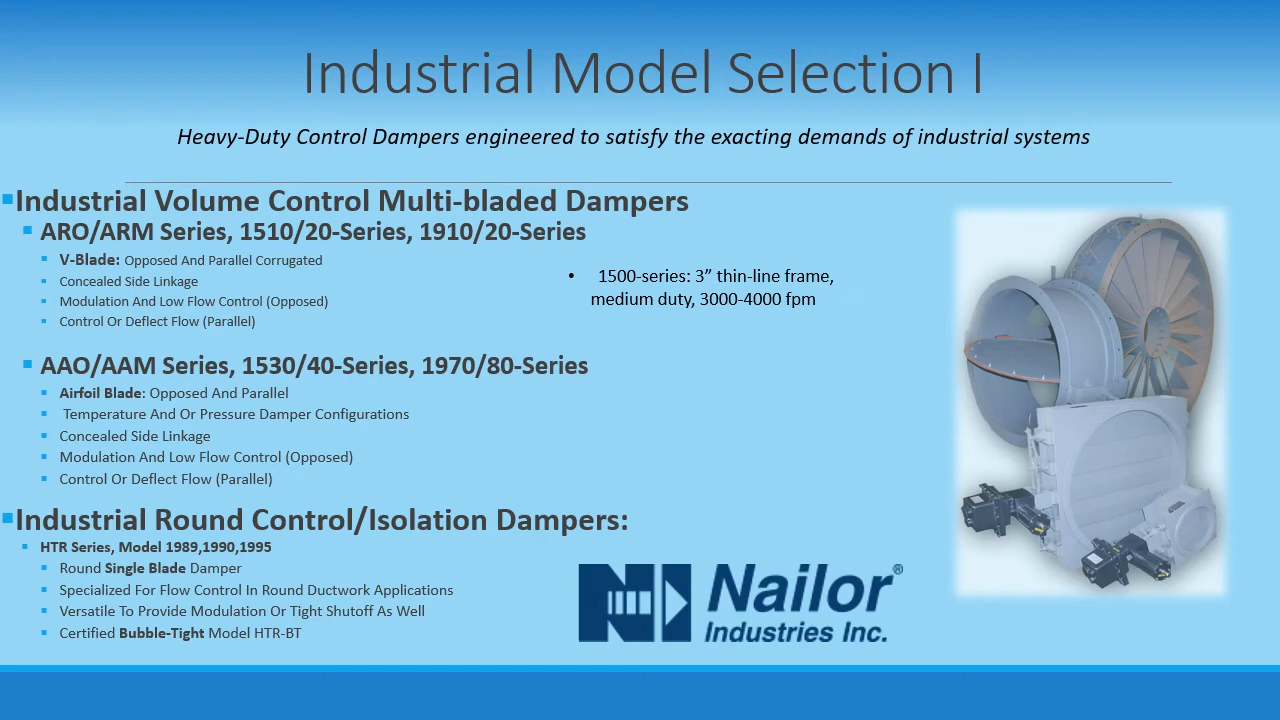 Industrial Model Selection I
Heavy-Duty Control Dampers engineered to satisfy the exacting demands of industrial systems
Industrial Volume Control Multi-bladed Dampers
ARO/ARM Series, 1510/20-Series, 1910/20-Series
V-Blade: Opposed And Parallel Corrugated
Concealed Side Linkage
Modulation And Low Flow Control (Opposed)
Control Or Deflect Flow (Parallel)
• 1500-series: 3” thin-line frame,
medium duty, 3000-4000 fpm
AAO/AAM Series, 1530/40-Series, 1970/80-Series
Airfoil Blade: Opposed And Parallel
Temperature And Or Pressure Damper Configurations
Concealed Side Linkage
Modulation And Low Flow Control (Opposed)
Control Or Deflect Flow (Parallel)
Industrial Round Control/Isolation Dampers:
HTR Series, Model 1989,1990,1995
Round Single Blade Damper
Specialized For Flow Control In Round Ductwork Applications
Versatile To Provide Modulation Or Tight Shutoff As Well
Certified Bubble-Tight Model HTR-BT
Nailor®
Industries Inc.